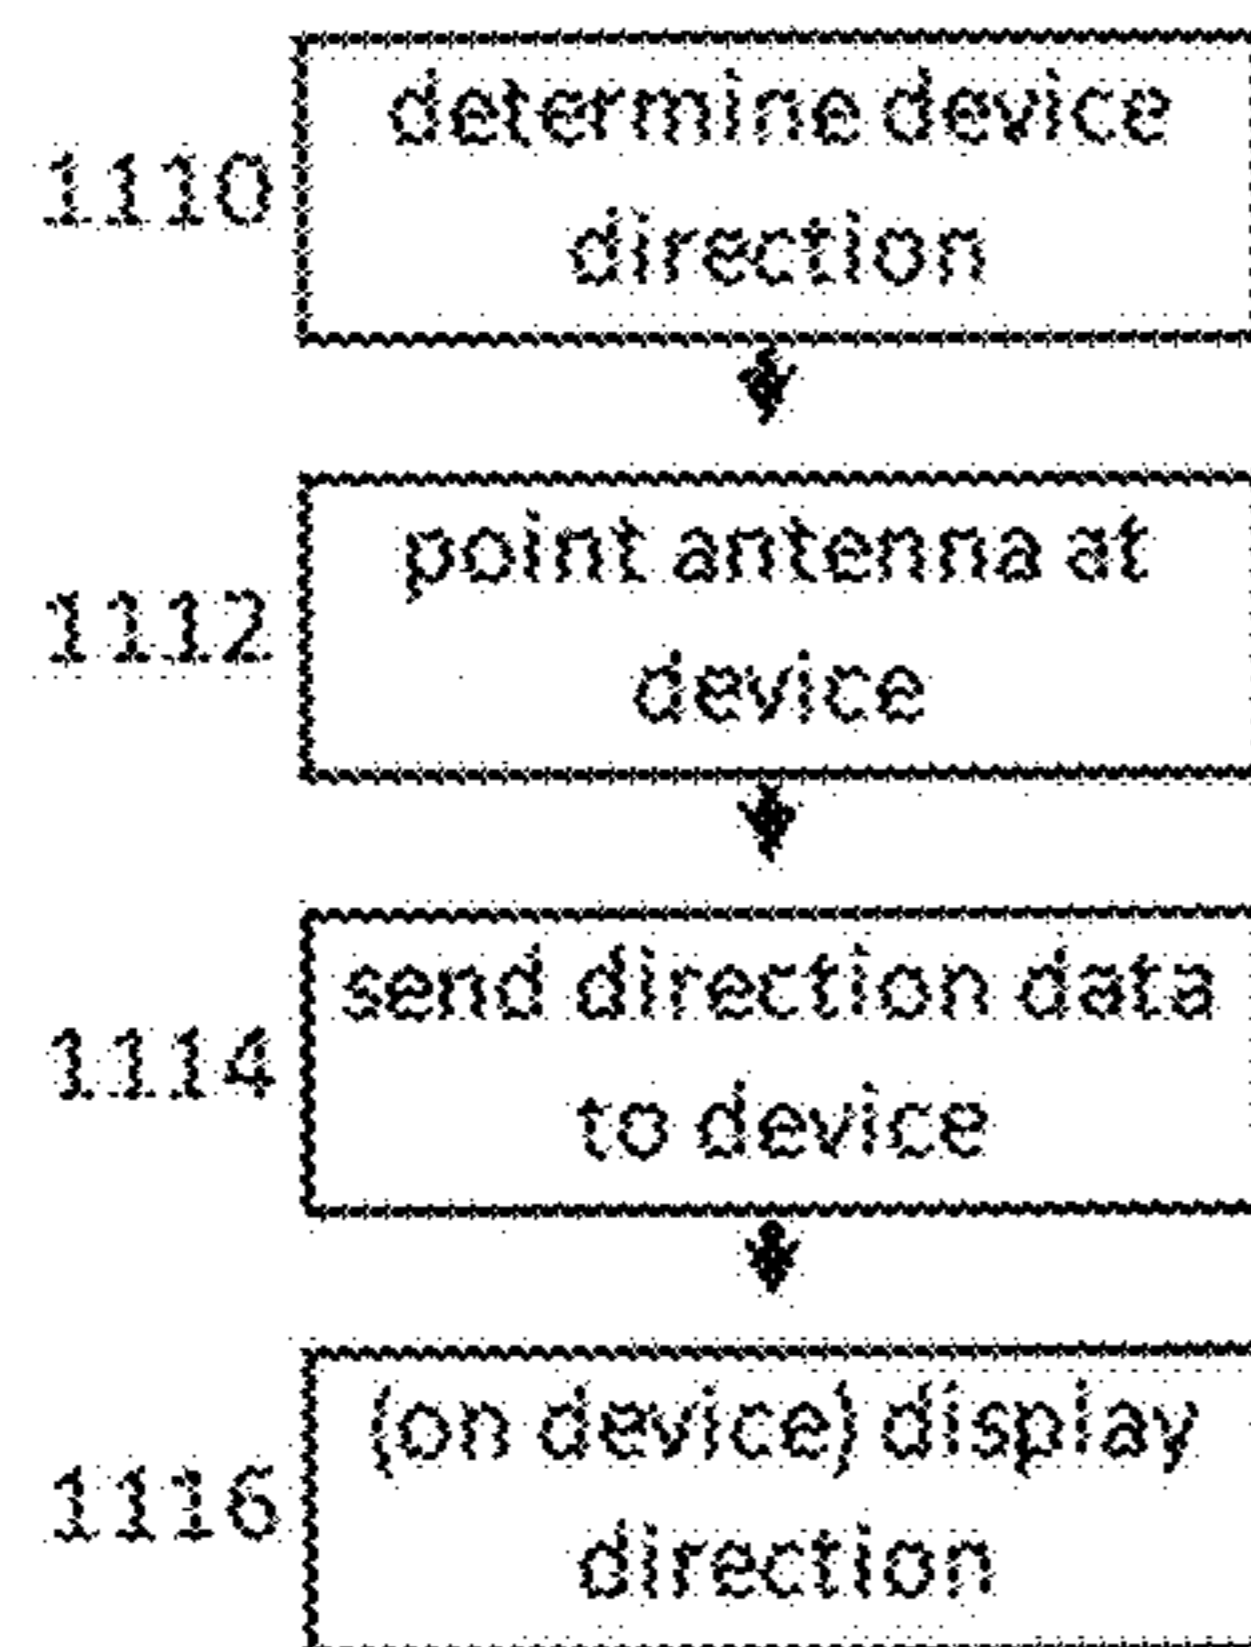 determine device
1110
direction
point antenna at
1112
device
send direction data
1114
to device
(on device) display
1116
direction